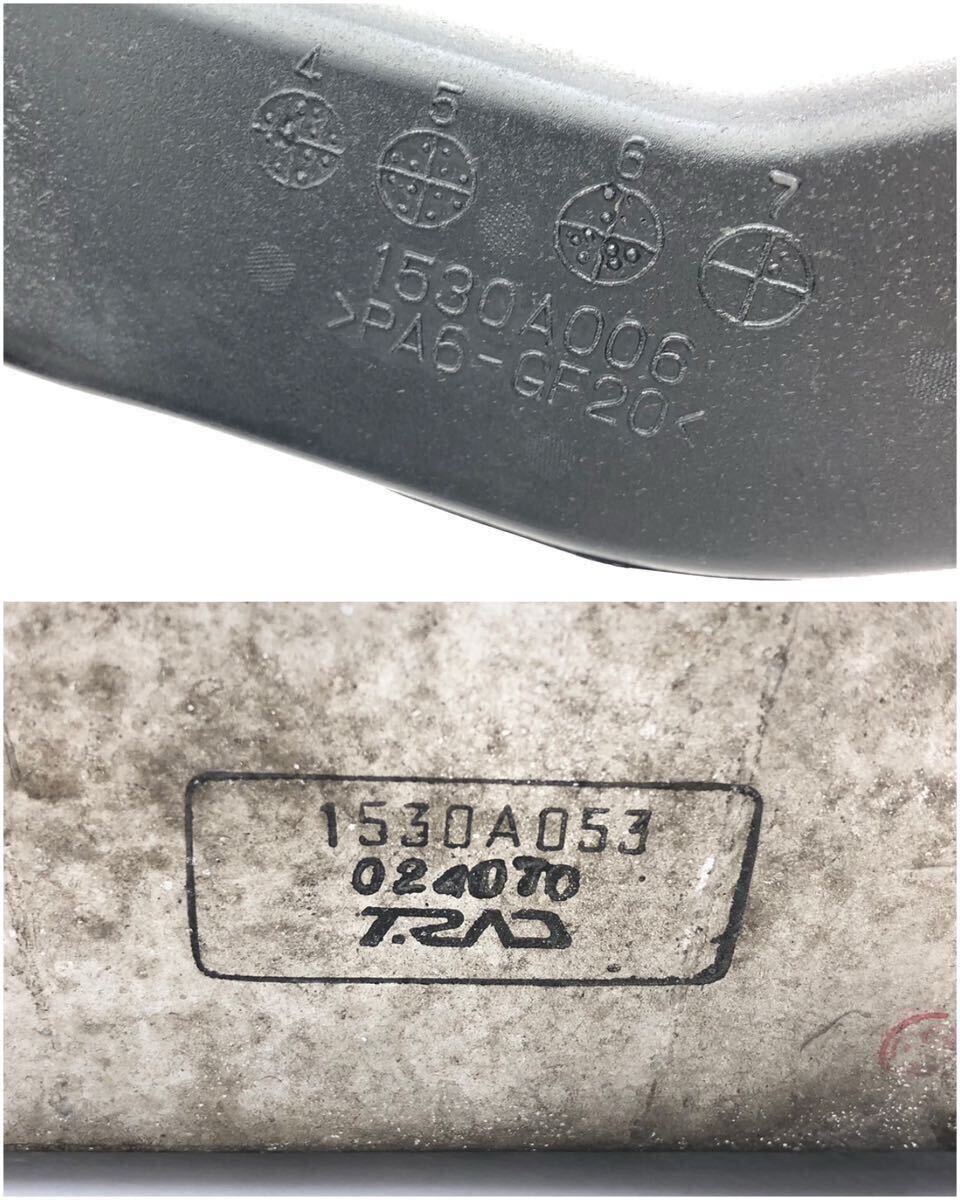 4 5 6 7
1530A006
>PA6-GF20<
1530A053
024070
T.RAD